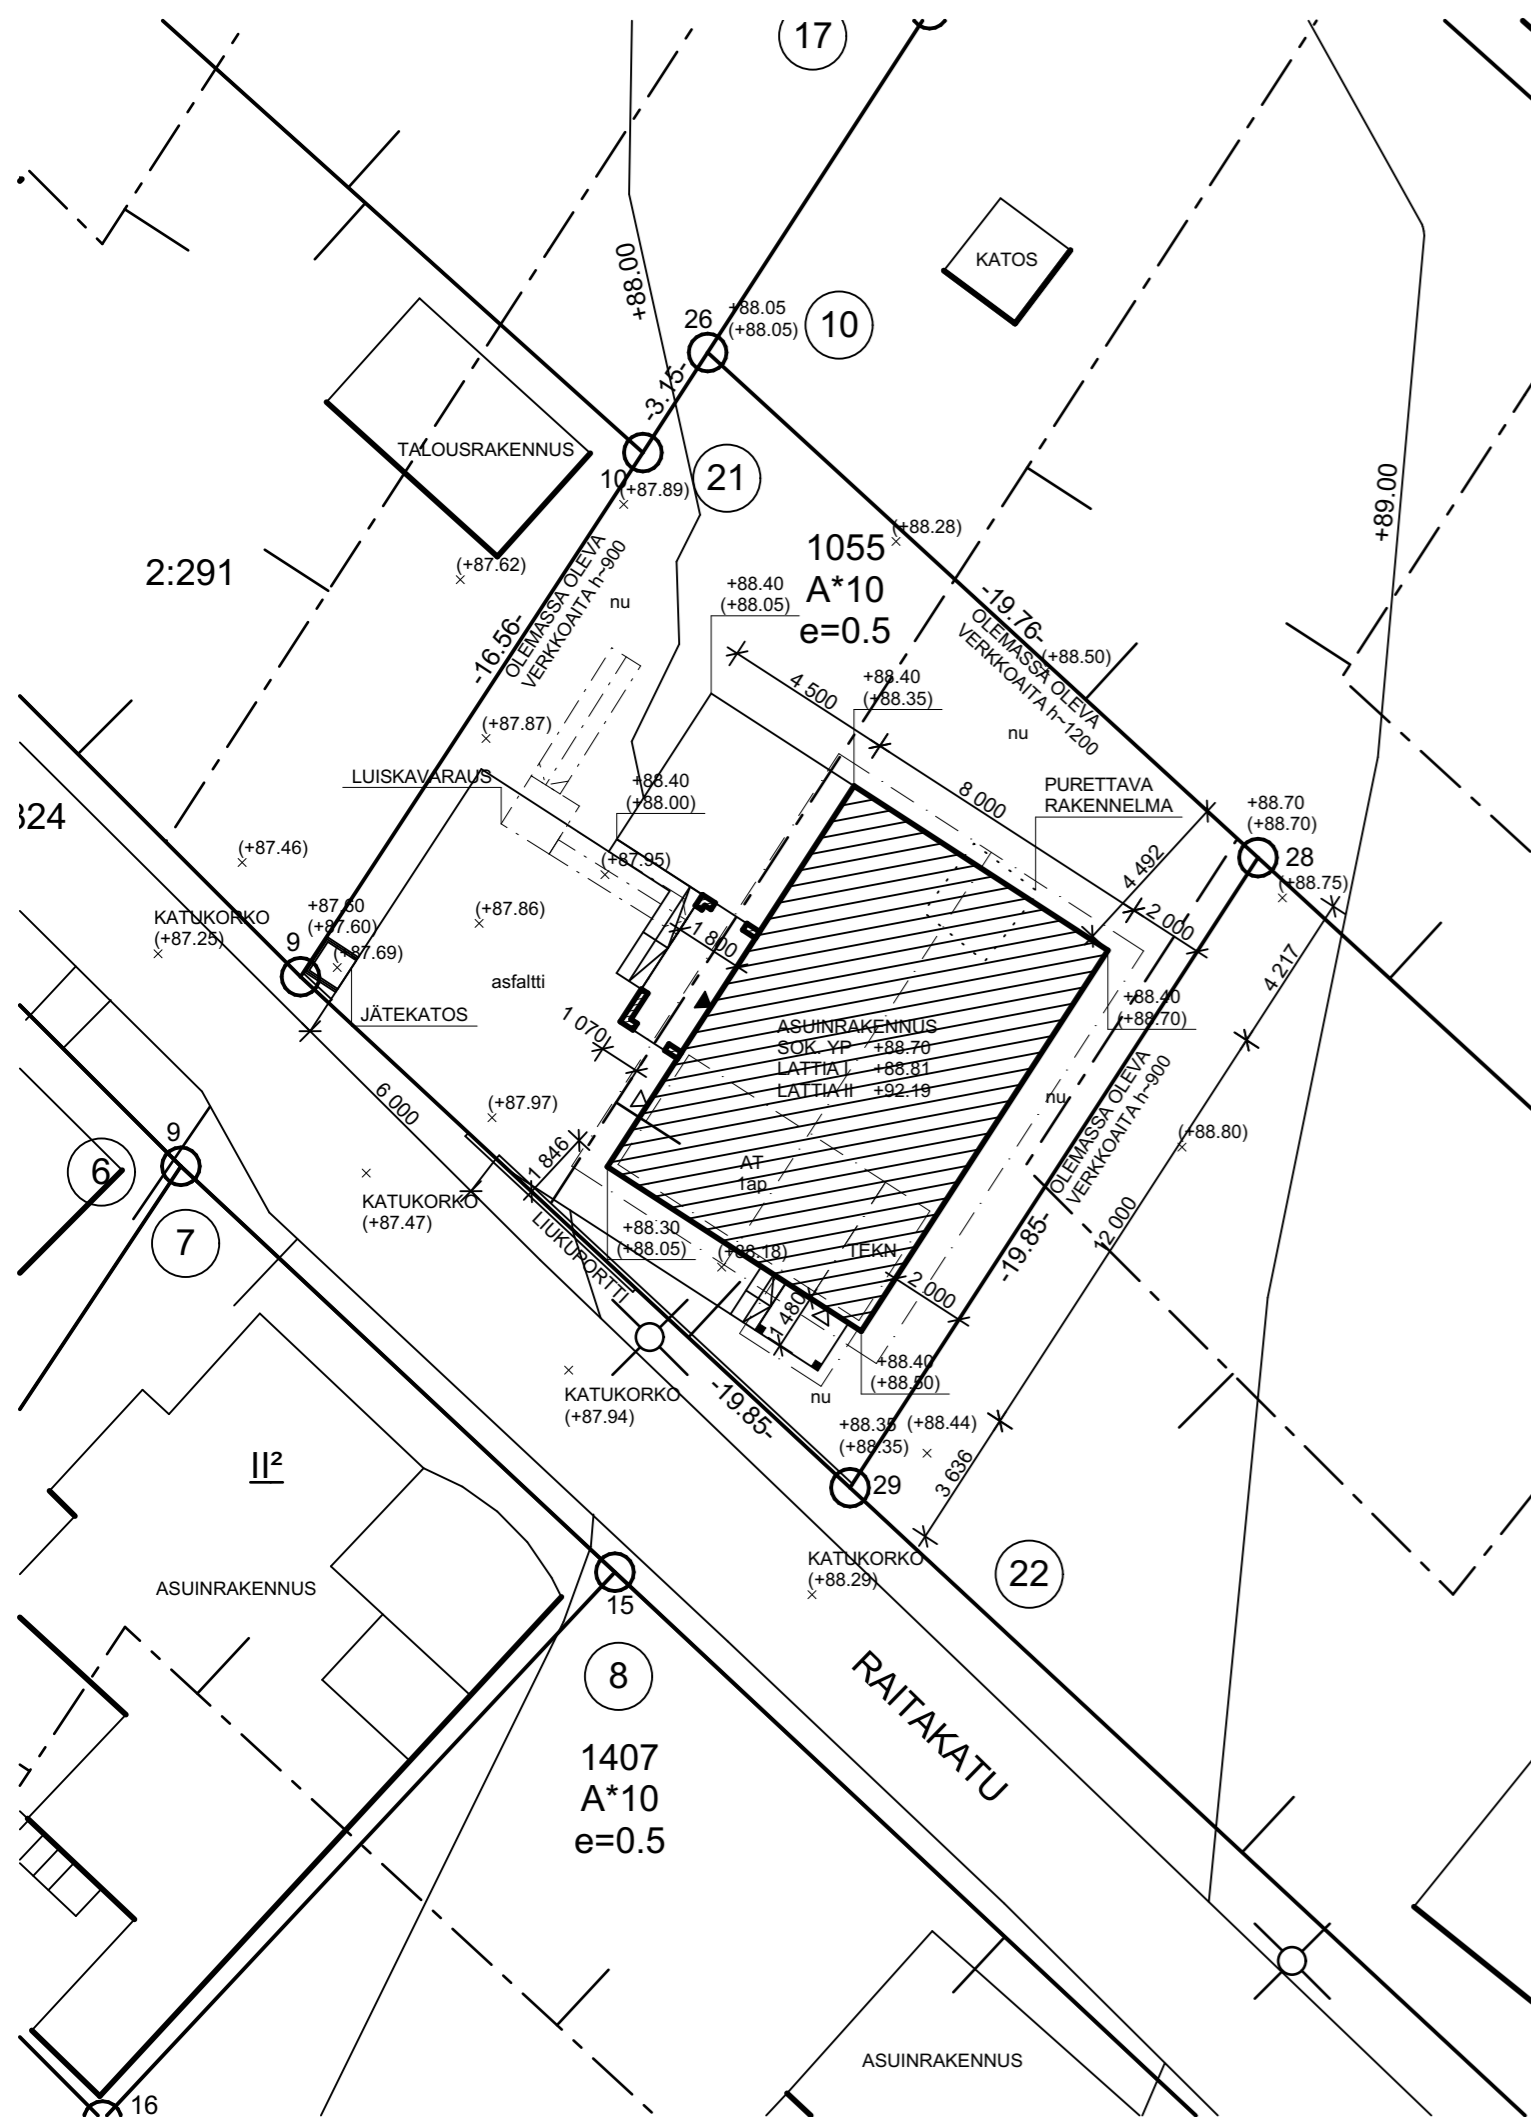 17
KATOS
+88.00
26
+88.05
(+88.05)
10
-3.15-
TALOUSRAKENNUS
10
(+87.89)
21
+89.00
2:291
(+87.62)
OLEMASSA OLEVA
VERKKOAITA h~900
-16.56-
nu
1055
A*10
e=0.5
(+88.28)
+88.40
(+88.05)
-19.76-
OLEMASSA OLEVA
VERKKOAITA h~1200
(+88.50)
4 500
+88.40
(+88.35)
nu
(+87.87)
LUISKAVARAUS
+88.40
(+88.00)
8 000
PURETTAVA
RAKENNELMA
+88.70
(+88.70)
28
(+88.75)
324
(+87.46)
(+87.95)
4 492
2 000
4 217
KATUKORKO
(+87.25)
+87.60
(+87.60)
9
(+87.69)
(+87.86)
1 800
asfaltti
JÄTEKATOS
1 070
+88.40
(+88.70)
ASUINRAKENNUS
SOK. YP +88.70
LATTIA I +88.81
LATTIA II +92.19
6 000
(+87.97)
nu
OLEMASSA OLEVA
VERKKOAITA h~900
(+88.80)
9
6
7
1 846
AT
1ap
KATUKORKO
(+87.47)
LIUKUPORTTI
+88.30
(+88.05)
(+88.18)
TEKN
-19.85-
12 000
2 000
1 480
+88.40
(+88.50)
nu
KATUKORKO
(+87.94)
-19.85-
+88.35
(+88.35)
(+88.44)
29
3 636
II²
KATUKORKO
(+88.29)
22
ASUINRAKENNUS
15
8
RAITAKATU
1407
A*10
e=0.5
ASUINRAKENNUS
16